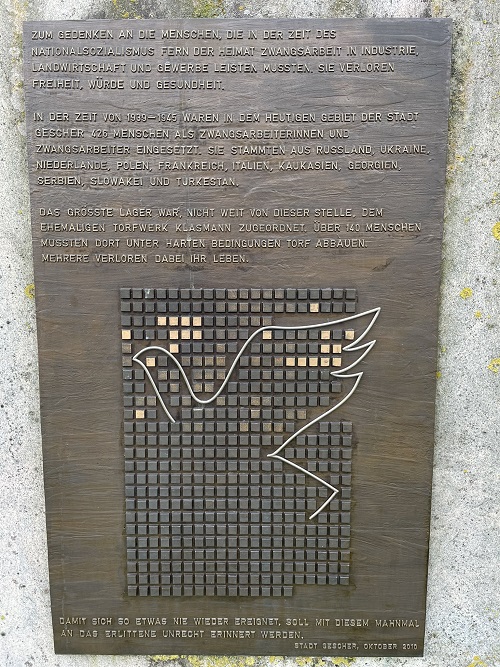 ZUM GEDENKEN AN DIE MENSCHEN, DIE IN DER ZEIT DES
NATIONALSOZIALISMUS FERN DER HEIMAT ZWANGSARBEIT IN INDUSTRIE,
LANDWIRTSCHAFT UND GEWERBE LEISTEN MUSSTEN. SIE VERLOREN
FREIHEIT, WÜRDE UND GESUNDHEIT.
IN DER ZEIT VON 1939–1945 WAREN IN DEM HEUTIGEN GEBIET DER STADT
GESCHER 426 MENSCHEN ALS ZWANGSARBEITERINNEN UND
ZWANGSARBEITER EINGESETZT. SIE STAMMTEN AUS RUSSLAND, UKRAINE,
NIEDERLANDE, POLEN, FRANKREICH, ITALIEN, KAUKASIEN, GEORGIEN,
SERBIEN, SLOWAKEI UND TURKESTAN.
DAS GRÖSSTE LAGER WAR, NICHT WEIT VON DIESER STELLE, DEM
EHEMALIGEN TORFWERK KLASMANN ZUGEORDNET. ÜBER 140 MENSCHEN
MUSSTEN DORT UNTER HARTEN BEDINGUNGEN TORF ABBAUEN.
MEHRERE VERLOREN DABEI IHR LEBEN.
DAMIT SICH SO ETWAS NIE WIEDER EREIGNET, SOLL MIT DIESEM MAHNMAL
AN DAS ERLITTENE UNRECHT ERINNERT WERDEN.
STADT GESCHER, OKTOBER 2010